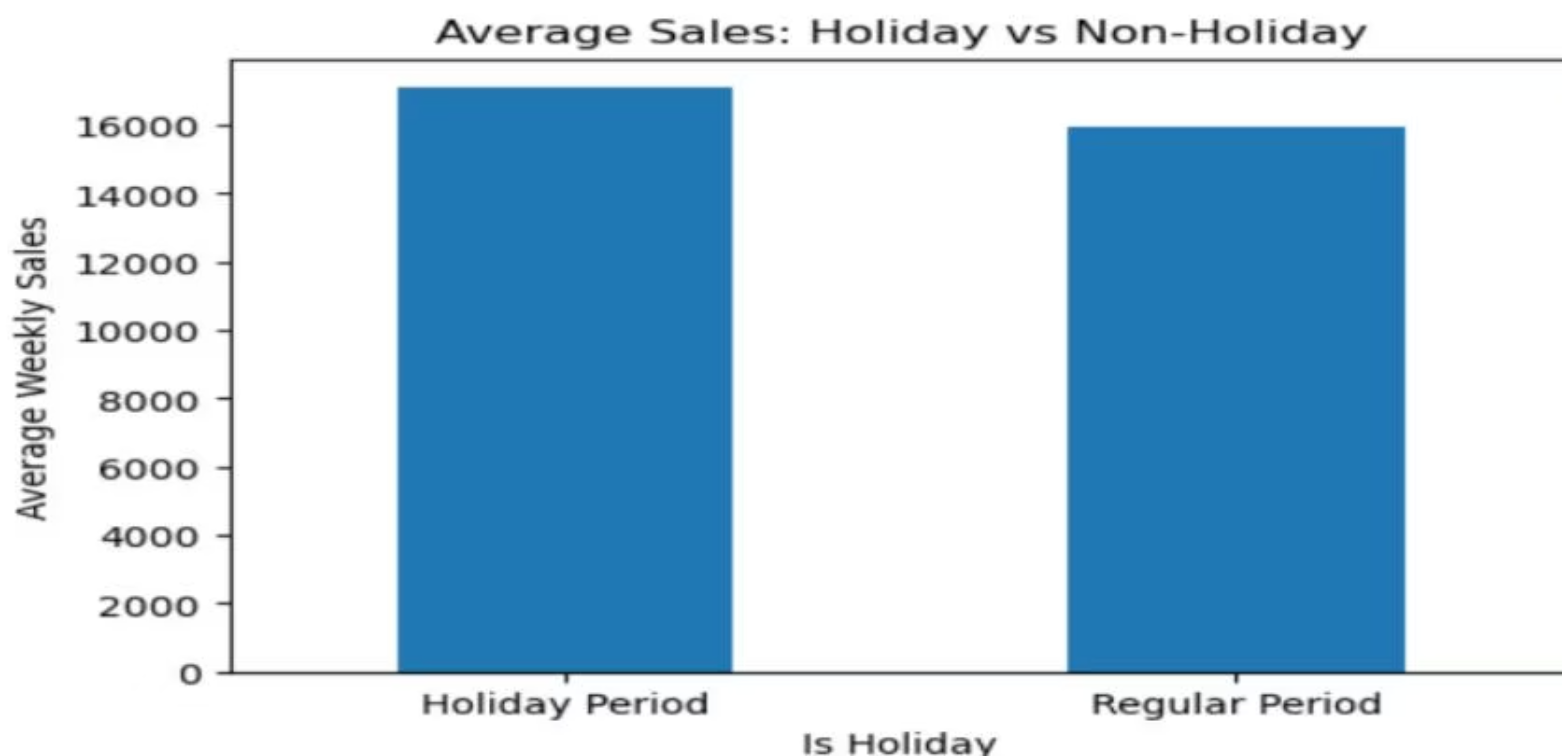 Average Sales: Holiday vs Non-Holiday
16000
14000
12000
10000
8000
6000
4000
2000
0
Average Weekly Sales
Holiday Period
Regular Period
Is Holiday